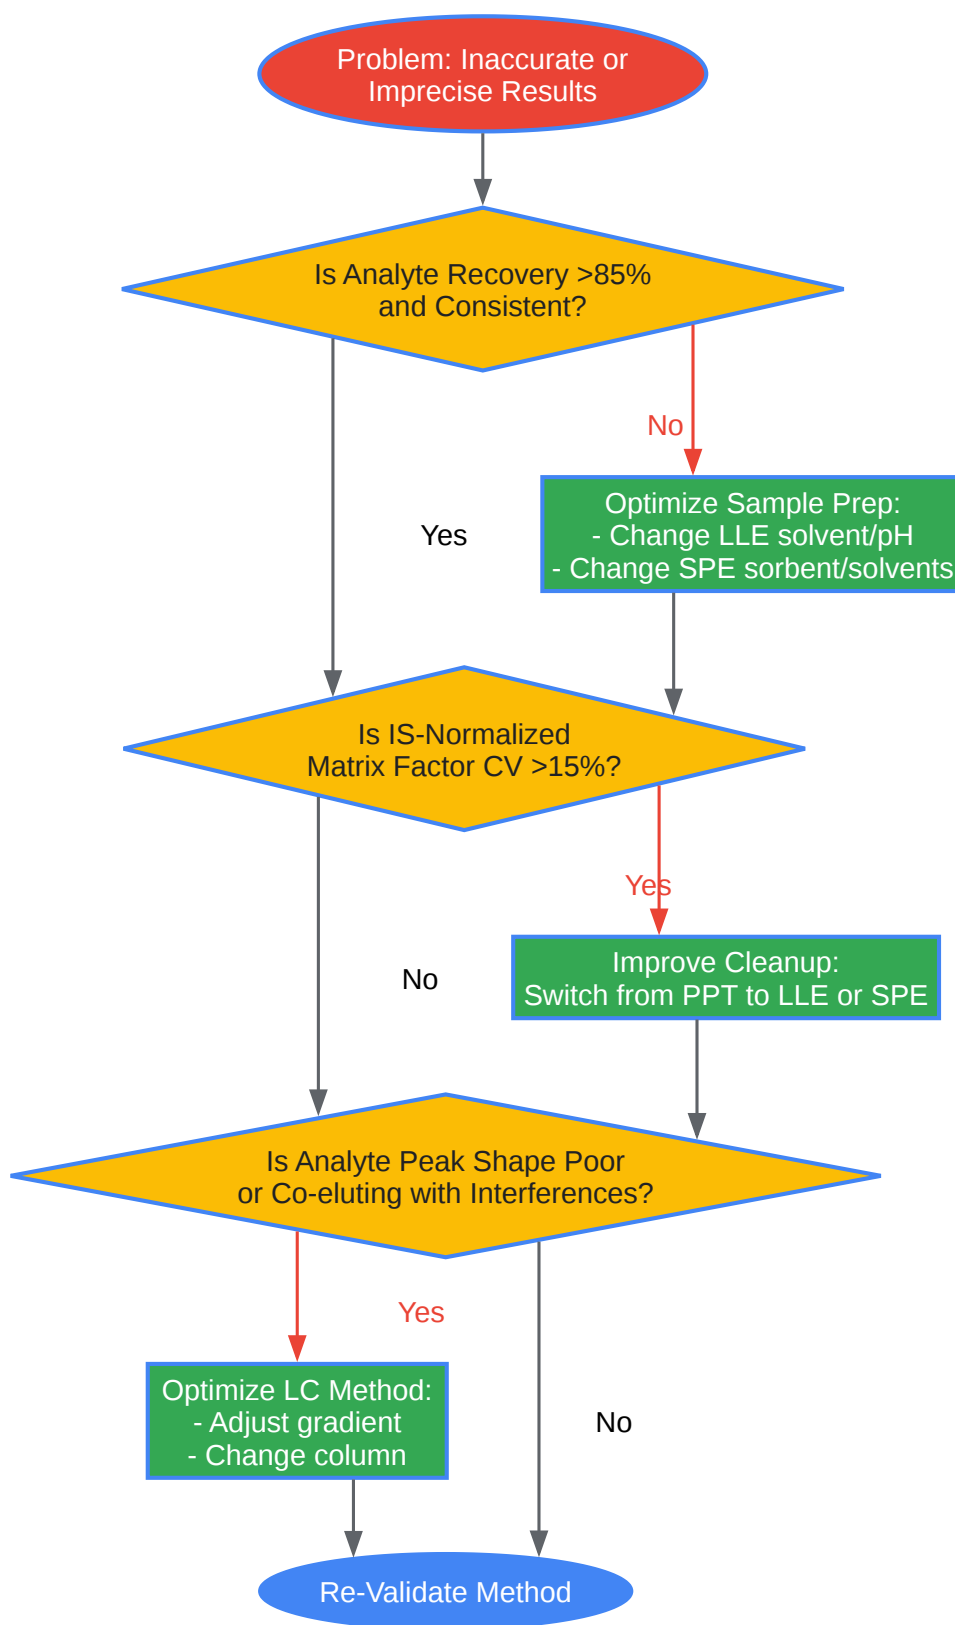 Problem: Inaccurate or
Imprecise Results
Is Analyte Recovery >85%
and Consistent?
No
Optimize Sample Prep:
- Change LLE solvent/pH
- Change SPE sorbent/solvents
Yes
Is IS-Normalized
Matrix Factor CV >15%?
Yes
Improve Cleanup:
Switch from PPT to LLE or SPE
No
Is Analyte Peak Shape Poor
or Co-eluting with Interferences?
Yes
Optimize LC Method:
- Adjust gradient
- Change column
No
Re-Validate Method